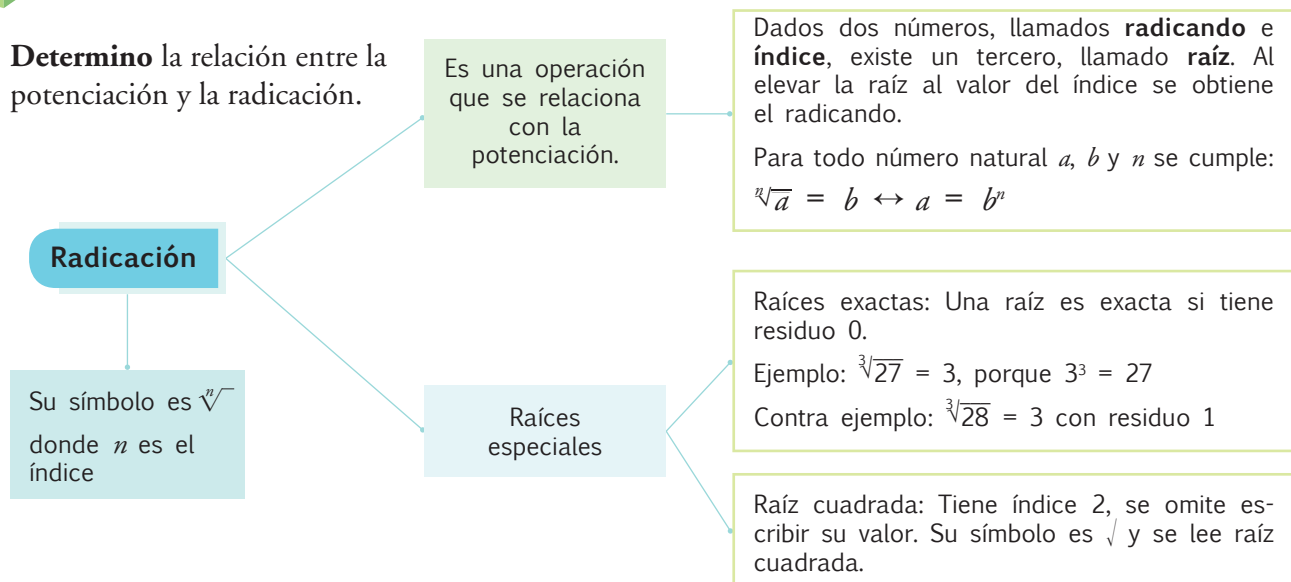 Determino la relación entre la
potenciación y la radicación.
Radicación
Su símbolo es ⁿ√
donde n es el
índice
Es una operación
que se relaciona
con la
potenciación.
Dados dos números, llamados radicando e
índice, existe un tercero, llamado raíz. Al
elevar la raíz al valor del índice se obtiene
el radicando.
Para todo número natural a, b y n se cumple:
ⁿ√a = b ↔ a = bⁿ
Raíces
especiales
Raíces exactas: Una raíz es exacta si tiene
residuo 0.
Ejemplo: ³√27 = 3, porque 3³ = 27
Contra ejemplo: ³√28 = 3 con residuo 1
Raíz cuadrada: Tiene índice 2, se omite es-
cribir su valor. Su símbolo es √ y se lee raíz
cuadrada.